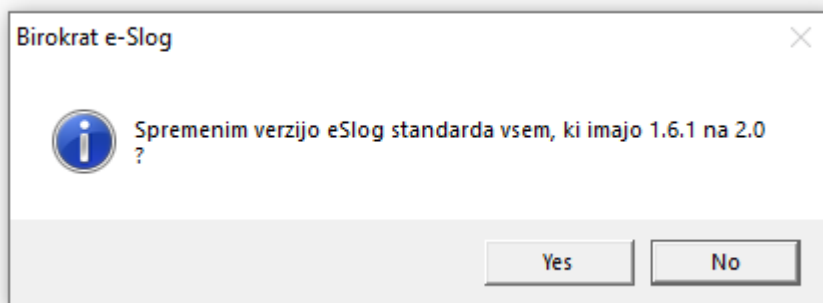 Birokrat e-Slog
Spremenim verzijo eSlog standarda vsem, ki imajo 1.6.1 na 2.0
?
Yes
No